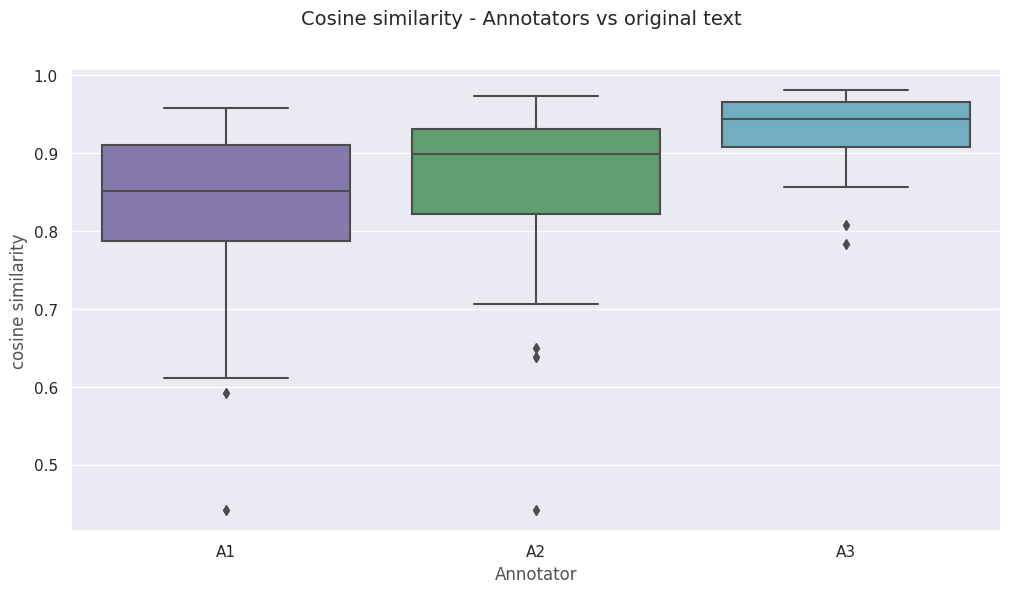 Cosine similarity - Annotators vs original text
1.0
0.9
0.8
0.7
0.6
0.5
cosine similarity
A1 A2 A3
Annotator